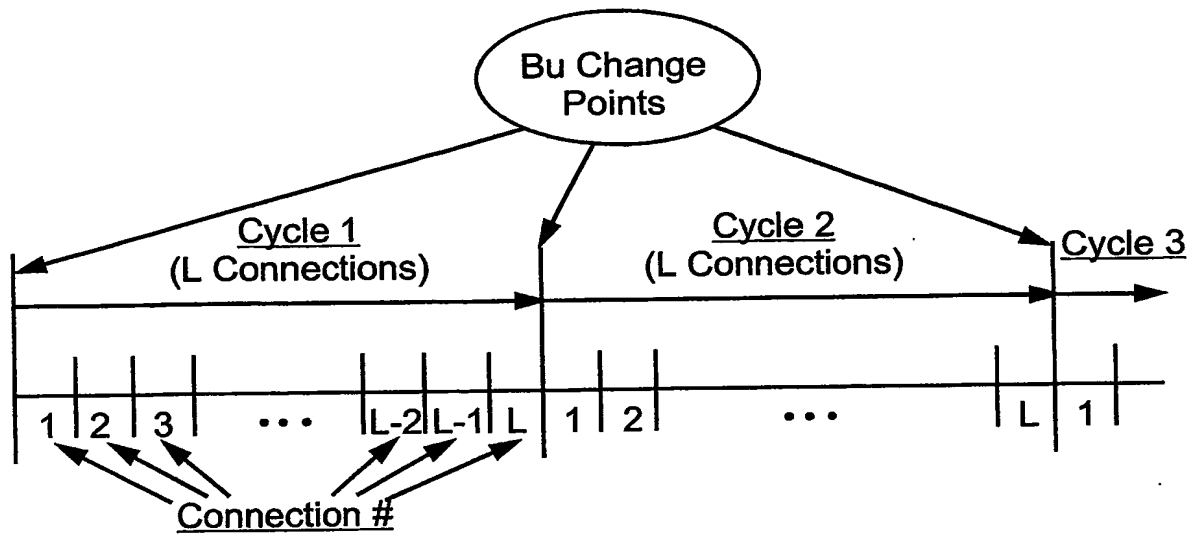 Bu Change
Points
Cycle 1
(L Connections)
Cycle 2
(L Connections)
Cycle 3
1 2 3 ••• L-2 L-1 L 1 2 ••• L 1
Connection #